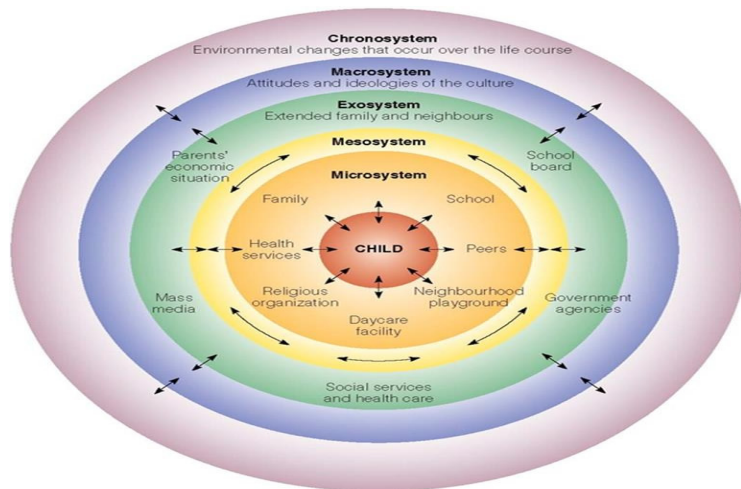 Chronosystem
Environmental changes that occur over the life course
Macrosystem
Attitudes and ideologies of the culture
Exosystem
Extended family and neighbours
Mesosystem
Parents'
economic
situation
School
board
Microsystem
Family
School
Health
services
CHILD
Peers
Religious
organization
Neighbourhood
playground
Mass
media
Government
agencies
Daycare
facility
Social services
and health care